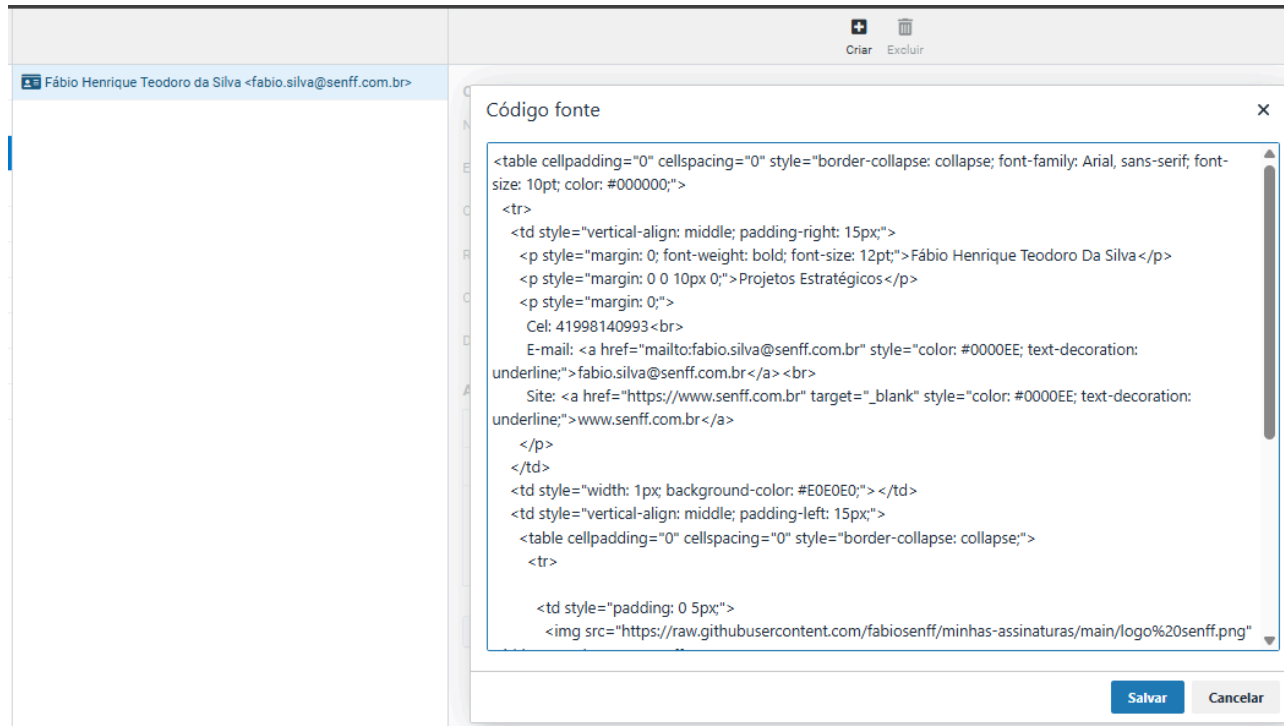 Criar Excluir
Fábio Henrique Teodoro da Silva <fabio.silva@senff.com.br>
Código fonte
<table cellpadding="0" cellspacing="0" style="border-collapse: collapse; font-family: Arial, sans-serif; font-
size: 10pt; color: #000000;">
<tr>
<td style="vertical-align: middle; padding-right: 15px;">
<p style="margin: 0; font-weight: bold; font-size: 12pt;">Fábio Henrique Teodoro Da Silva</p>
<p style="margin: 0 0 10px 0;">Projetos Estratégicos</p>
<p style="margin: 0;">
Cel: 41998140993<br>
E-mail: <a href="mailto:fabio.silva@senff.com.br" style="color: #0000EE; text-decoration:
underline;">fabio.silva@senff.com.br</a><br>
Site: <a href="https://www.senff.com.br" target="_blank" style="color: #0000EE; text-decoration:
underline;">www.senff.com.br</a>
</p>
</td>
<td style="width: 1px; background-color: #E0E0E0;"></td>
<td style="vertical-align: middle; padding-left: 15px;">
<table cellpadding="0" cellspacing="0" style="border-collapse: collapse;">
<tr>
<td style="padding: 0 5px;">
<img src="https://raw.githubusercontent.com/fabiosenff/minhas-assinaturas/main/logo%20senff.png"
Salvar Cancelar